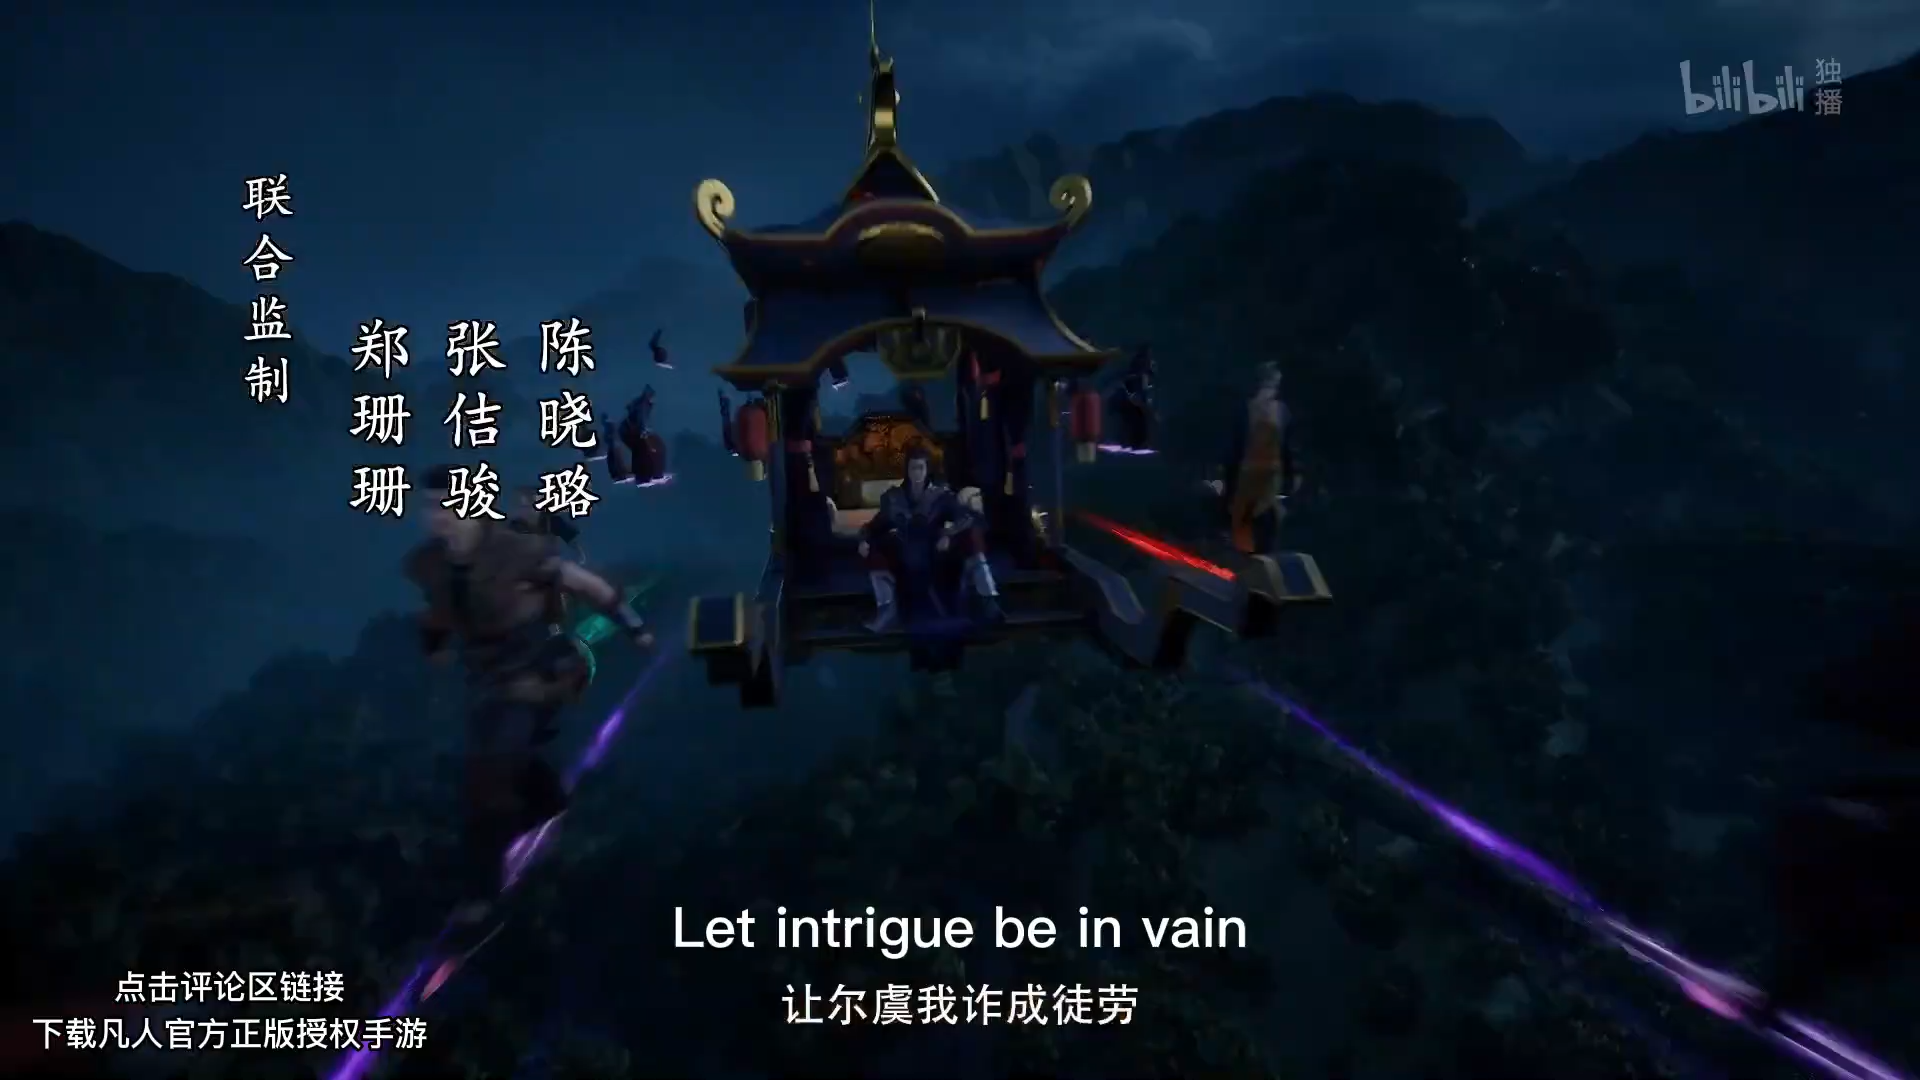 bilibili 独播
联合监制
郑珊珊
张佶骏
陈晓璐
Let intrigue be in vain
让尔虞我诈成徒劳
点击评论区链接
下载凡人官方正版授权手游